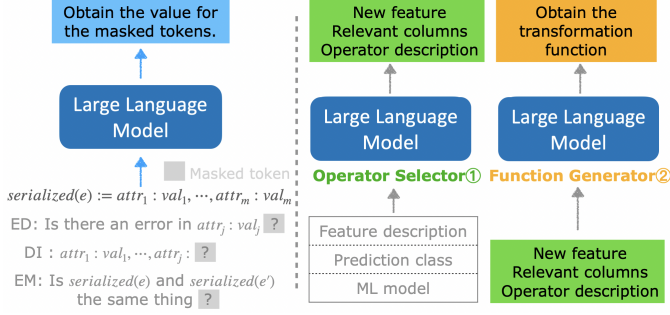 Obtain the value for
the masked tokens.
Large Language
Model
Masked token
serialized(e) := attr₁ : val₁, ⋯, attrₘ : valₘ
ED: Is there an error in attrⱼ : valⱼ ?
DI : attr₁ : val₁, ⋯, attrⱼ : ?
EM: Is serialized(e) and serialized(e′)
the same thing ?
New feature
Relevant columns
Operator description
Large Language
Model
Operator Selector①
Feature description
Prediction class
ML model
Obtain the
transformation
function
Large Language
Model
Function Generator②
New feature
Relevant columns
Operator description